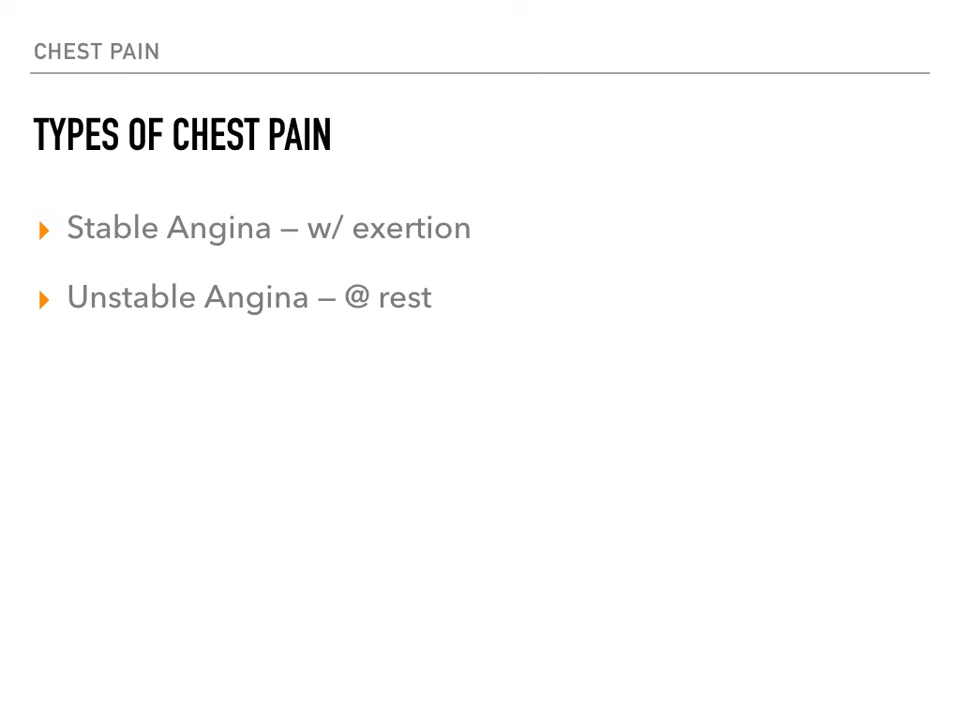 CHEST PAIN
TYPES OF CHEST PAIN
Stable Angina – w/ exertion
Unstable Angina – @ rest